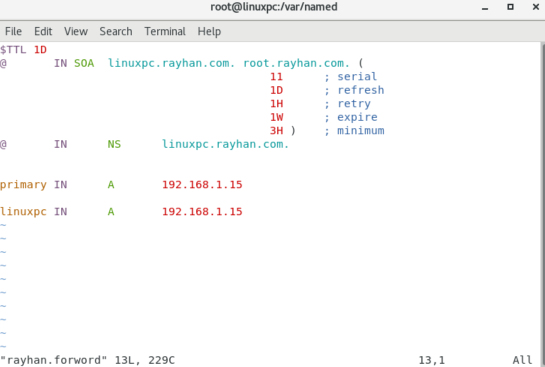 root@linuxpc:/var/named
File Edit View Search Terminal Help
$TTL 1D
@ IN SOA linuxpc.rayhan.com. root.rayhan.com. (
11 ; serial
1D ; refresh
1H ; retry
1W ; expire
3H ) ; minimum
@ IN NS linuxpc.rayhan.com.
primary IN A 192.168.1.15
linuxpc IN A 192.168.1.15
~
~
~
~
~
~
~
~
~
~
"rayhan.forword" 13L, 229C 13,1 All